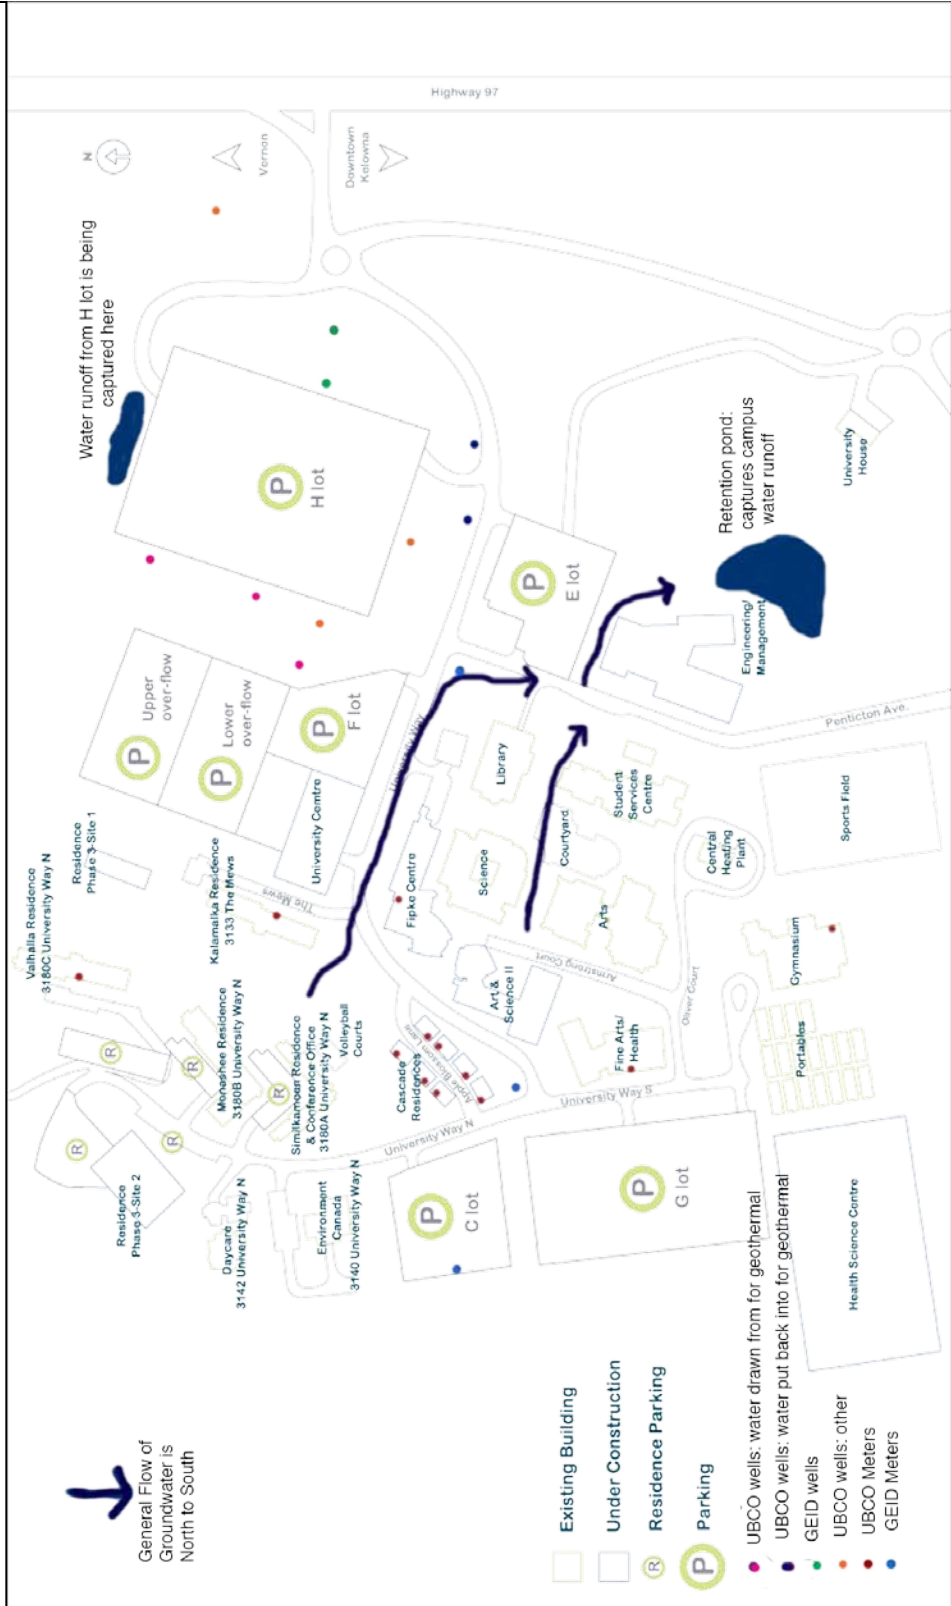 Highway 97
N
Vernon
Downtown
Kelowna
Water runoff from H lot is being
captured here
P
H lot
P
E lot
Retention pond:
captures campus
water runoff
University
House
Engineering/
Management
Upper
over-flow
P
Lower
over-flow
P
F lot
P
University Centre
University Way
Library
Student
Services
Centre
Penticton Ave.
Sports Field
Residence
Phase 3-Site 1
Valhalla Residence
3180C University Way N
Kalamalka Residence
3133 The Mews
The Mews
Fipke Centre
Science
Courtyard
Arts
Central
Heating
Plant
Gymnasium
R
R
R
R
R
Monashee Residence
3180B University Way N
Similkameen Residence
& Conference Office
3180A University Way N
Volleyball
Courts
Cascade
Residences
Apple Blossom Lane
Art &
Science II
Armstrong Court
Fine Arts/
Health
Oliver Court
Portables
Residence
Phase 3-Site 2
Daycare
3142 University Way N
Environment
Canada
3140 University Way N
University Way N
University Way S
P
C lot
P
G lot
Health Science Centre
General Flow of
Groundwater is
North to South
Existing Building
Under Construction
R Residence Parking
P Parking
UBCO wells: water drawn from for geothermal
UBCO wells: water put back into for geothermal
GEID wells
UBCO wells: other
UBCO Meters
GEID Meters